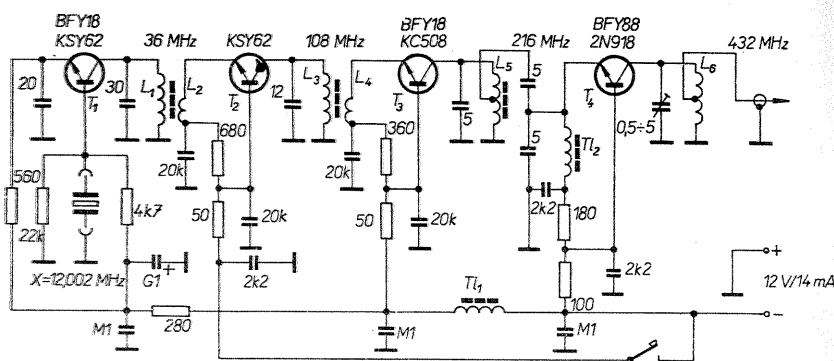 BFY18
KSY62
36 MHz
KSY62
108 MHz
BFY18
KC508
216 MHz
BFY88
2N918
432 MHz
20
T1
30
L1
L2
T2
12
L3
L4
T3
5
L5
5
T4
L6
0,5÷5
680
360
5
Tl2
20k
20k
560
22k
4k7
50
20k
50
20k
2k2
180
X=12,002 MHz
G1
2k2
2k2
+
12 V/14 mA
100
-
Tl1
M1
280
M1
M1